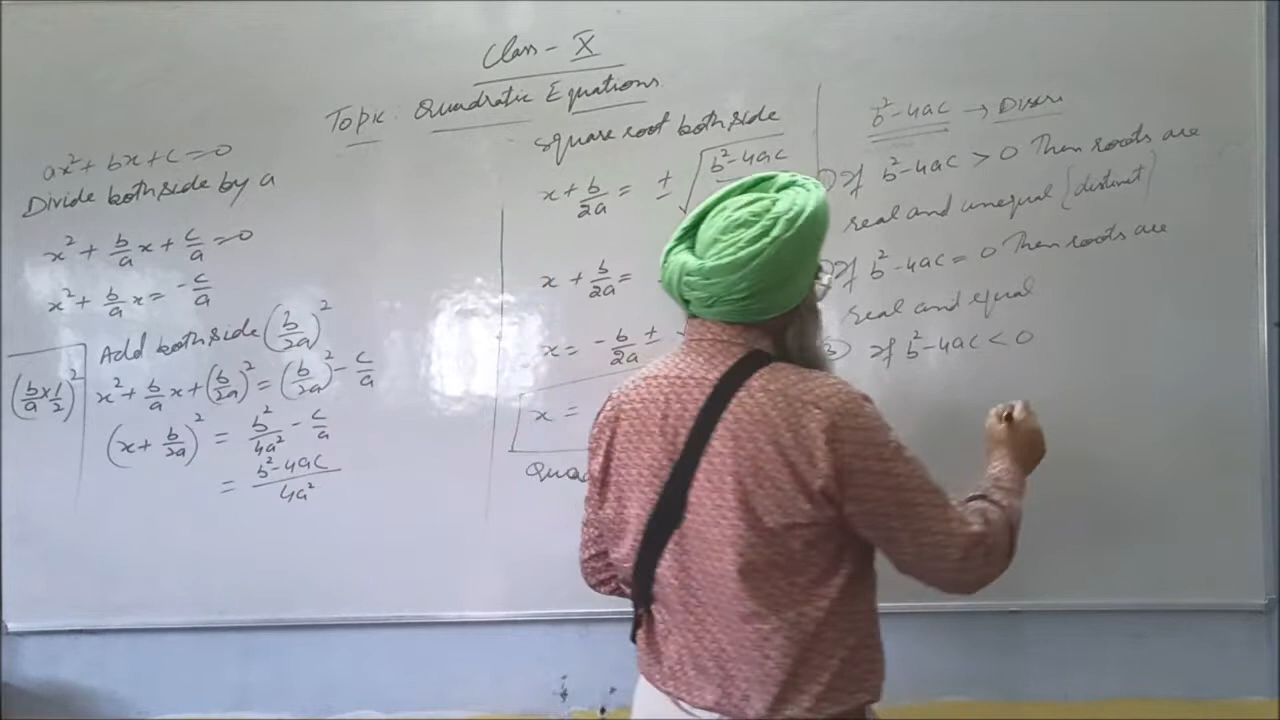 Class - X
Topic: Quadratic Equations
ax² + bx + c = 0
Divide both side by a
x² + b/a x + c/a = 0
x² + b/a x = -c/a
Add both side (b/2a)²
(b/a × 1/2)²
x² + b/a x + (b/2a)² = (b/2a)² - c/a
(x + b/2a)² = b²/4a² - c/a
= b²-4ac/4a²
square root both side
x + b/2a = ± √b²-4ac
x + b/2a =
x = -b/2a ±
x =
b²-4ac → Discri
If b²-4ac > 0 Then roots are
real and unequal (distinct)
If b²-4ac = 0 Then roots are
real and equal
③ If b²-4ac < 0